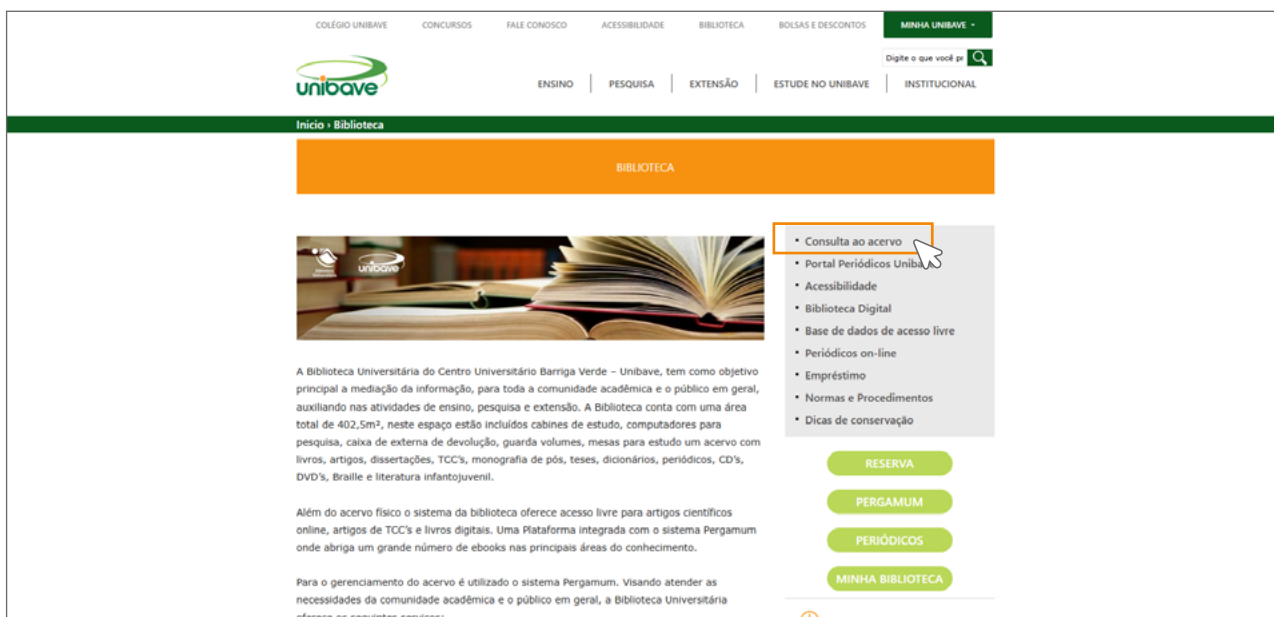 COLÉGIO UNIBAVE CONCURSOS FALE CONOSCO ACESSIBILIDADE BIBLIOTECA BOLSAS E DESCONTOS MINHA UNIBAVE
Digite o que você pr
unibave
ENSINO PESQUISA EXTENSÃO ESTUDE NO UNIBAVE INSTITUCIONAL
Inicio › Biblioteca
BIBLIOTECA
unibave
A Biblioteca Universitária do Centro Universitário Barriga Verde – Unibave, tem como objetivo
principal a mediação da informação, para toda a comunidade acadêmica e o público em geral,
auxiliando nas atividades de ensino, pesquisa e extensão. A Biblioteca conta com uma área
total de 402,5m², neste espaço estão incluídos cabines de estudo, computadores para
pesquisa, caixa de externa de devolução, guarda volumes, mesas para estudo um acervo com
livros, artigos, dissertações, TCC's, monografia de pós, teses, dicionários, periódicos, CD's,
DVD's, Braille e literatura infantojuvenil.
Além do acervo físico o sistema da biblioteca oferece acesso livre para artigos científicos
online, artigos de TCC's e livros digitais. Uma Plataforma integrada com o sistema Pergamum
onde abriga um grande número de ebooks nas principais áreas do conhecimento.
Para o gerenciamento do acervo é utilizado o sistema Pergamum. Visando atender as
necessidades da comunidade acadêmica e o público em geral, a Biblioteca Universitária
▪ Consulta ao acervo
▪ Portal Periódicos Unibave
▪ Acessibilidade
▪ Biblioteca Digital
▪ Base de dados de acesso livre
▪ Periódicos on-line
▪ Empréstimo
▪ Normas e Procedimentos
▪ Dicas de conservação
RESERVA
PERGAMUM
PERIÓDICOS
MINHA BIBLIOTECA